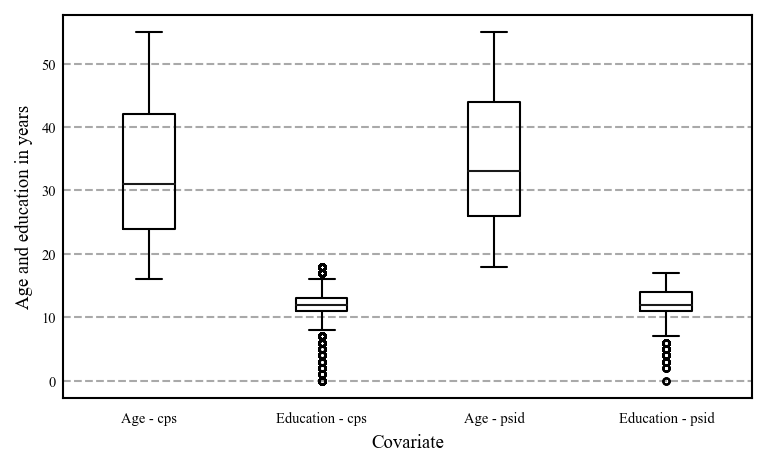 Age and education in years
50
40
30
20
10
0
Age - cps
Education - cps
Age - psid
Education - psid
Covariate